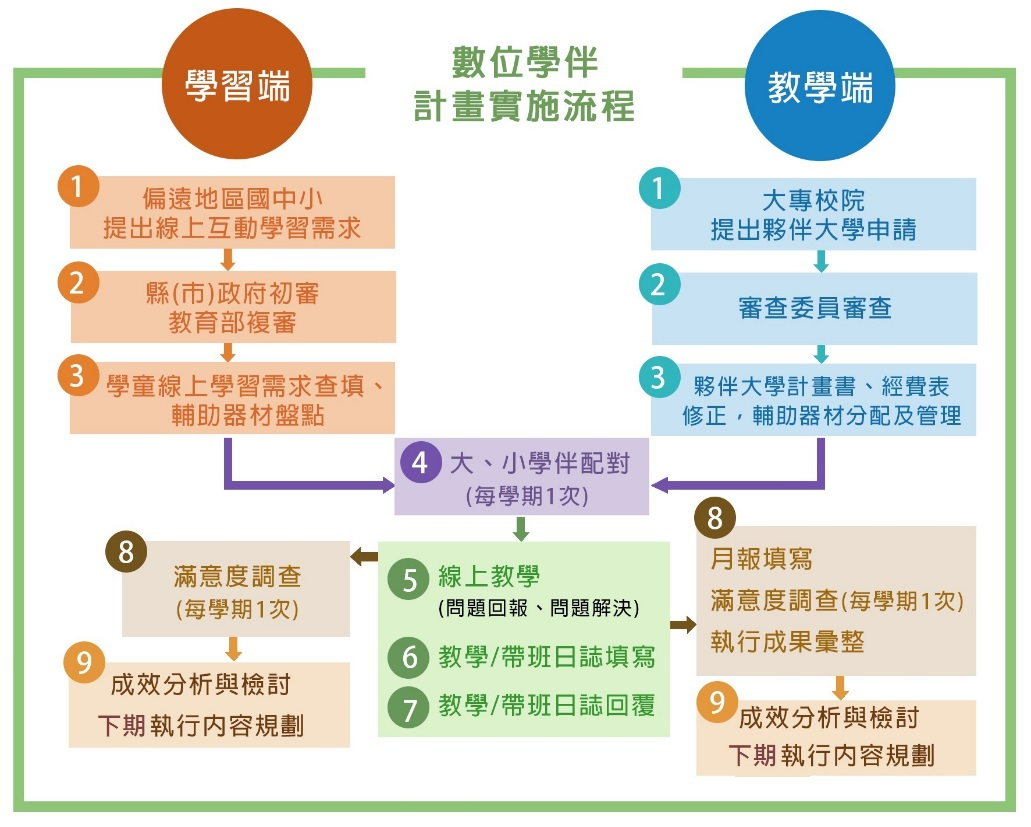 數位學伴
計畫實施流程
學習端
教學端
1
偏遠地區國中小
提出線上互動學習需求
2
縣(市)政府初審
教育部複審
3
學童線上學習需求查填、
輔助器材盤點
1
大專校院
提出夥伴大學申請
2
審查委員審查
3
夥伴大學計畫書、經費表
修正，輔助器材分配及管理
4
大、小學伴配對
(每學期1次)
5
線上教學
(問題回報、問題解決)
6
教學/帶班日誌填寫
7
教學/帶班日誌回覆
8
滿意度調查
(每學期1次)
9
成效分析與檢討
下期執行內容規劃
8
月報填寫
滿意度調查(每學期1次)
執行成果彙整
9
成效分析與檢討
下期執行內容規劃